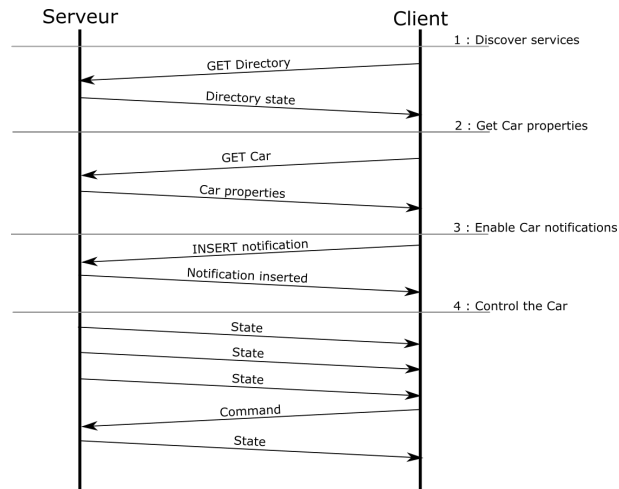 Serveur
Client
1 : Discover services
GET Directory
Directory state
2 : Get Car properties
GET Car
Car properties
3 : Enable Car notifications
INSERT notification
Notification inserted
4 : Control the Car
State
State
State
Command
State